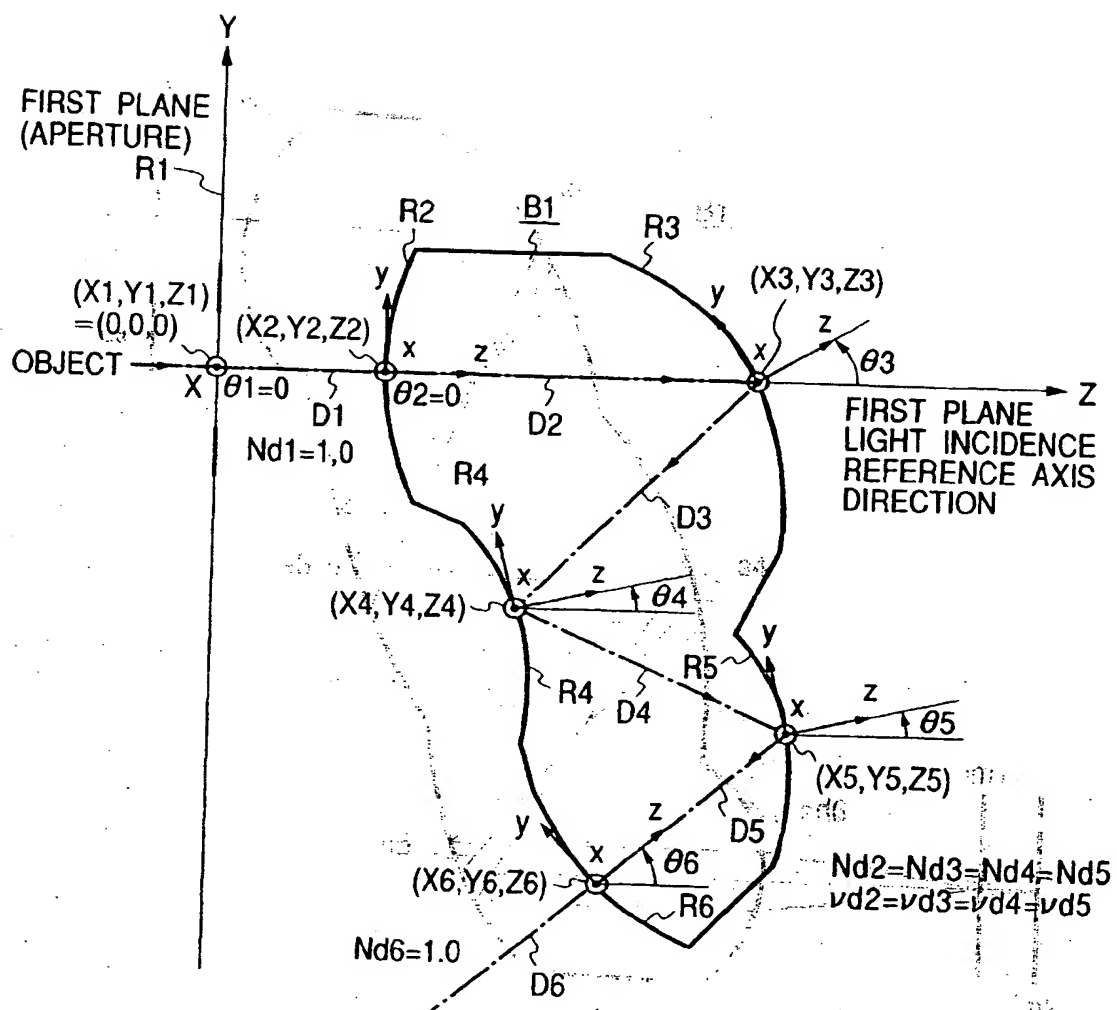 Y
FIRST PLANE
(APERTURE)
R1
R2
B1
R3
(X1,Y1,Z1)
=(0,0,0)
y
(X2,Y2,Z2)
y
(X3,Y3,Z3)
z
OBJECT
x
z
x
θ3
X
θ1=0
D1
θ2=0
D2
Z
Nd1=1,0
FIRST PLANE
LIGHT INCIDENCE
REFERENCE AXIS
DIRECTION
R4
D3
y
x
z
θ4
(X4,Y4,Z4)
y
R5
R4
D4
x
z
θ5
(X5,Y5,Z5)
z
D5
y
x
θ6
(X6,Y6,Z6)
R6
Nd2=Nd3=Nd4=Nd5
νd2=νd3=νd4=νd5
Nd6=1.0
D6